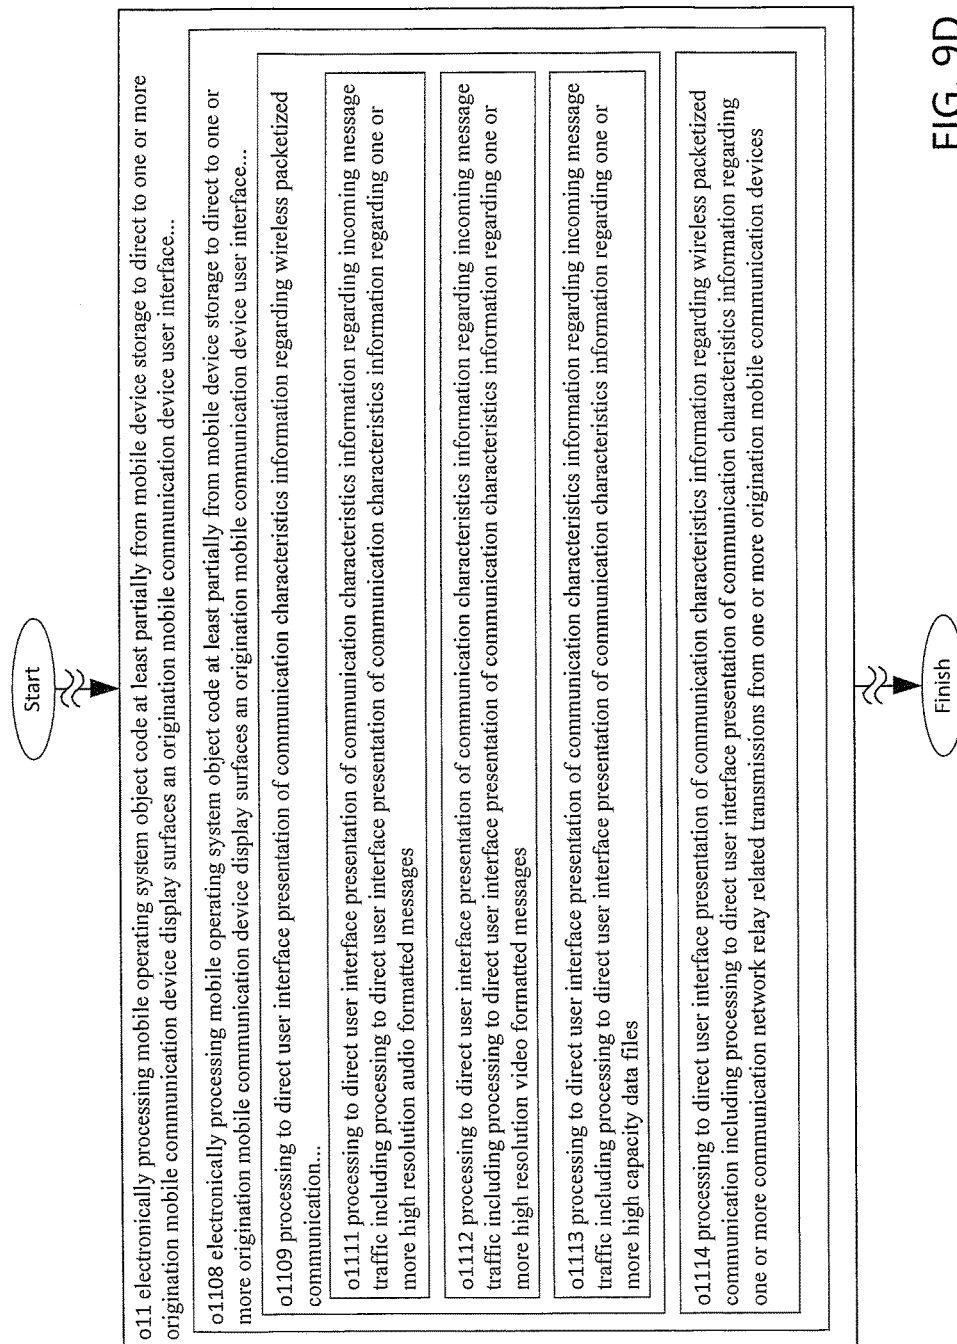 Start
o11 electronically processing mobile operating system object code at least partially from mobile device storage to direct to one or more
origination mobile communication device display surfaces an origination mobile communication device user interface...
o1108 electronically processing mobile operating system object code at least partially from mobile device storage to direct to one or
more origination mobile communication device display surfaces an origination mobile communication device user interface...
o1109 processing to direct user interface presentation of communication characteristics information regarding wireless packetized
communication...
o1111 processing to direct user interface presentation of communication characteristics information regarding incoming message
traffic including processing to direct user interface presentation of communication characteristics information regarding one or
more high resolution audio formatted messages
o1112 processing to direct user interface presentation of communication characteristics information regarding incoming message
traffic including processing to direct user interface presentation of communication characteristics information regarding one or
more high resolution video formatted messages
o1113 processing to direct user interface presentation of communication characteristics information regarding incoming message
traffic including processing to direct user interface presentation of communication characteristics information regarding one or
more high capacity data files
o1114 processing to direct user interface presentation of communication characteristics information regarding wireless packetized
communication including processing to direct user interface presentation of communication characteristics information regarding
one or more communication network relay related transmissions from one or more origination mobile communication devices
Finish
FIG. 9D